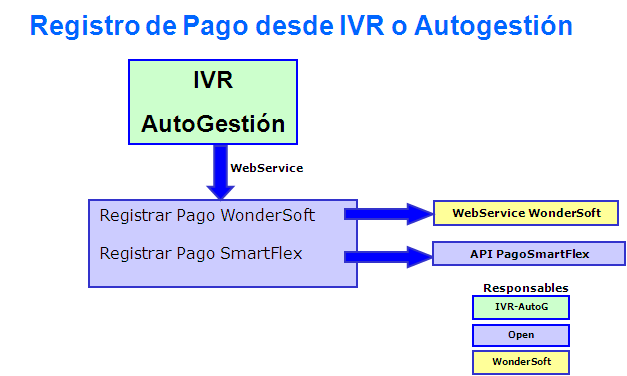 Registro de Pago desde IVR o Autogestión
IVR
AutoGestión
WebService
Registrar Pago WonderSoft
WebService WonderSoft
Registrar Pago SmartFlex
API PagoSmartFlex
Responsables
IVR-AutoG
Open
WonderSoft